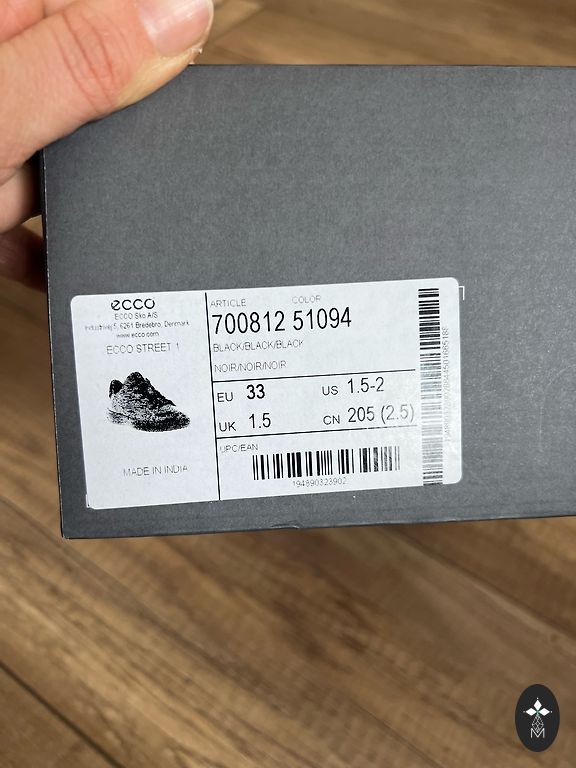 ecco
ECCO Sko A/S
Industrivej 5, 6261 Bredebro, Denmark
www.ecco.com
ECCO STREET 1
MADE IN INDIA
ARTICLE COLOR
700812 51094
BLACK/BLACK/BLACK
NOIR/NOIR/NOIR
EU 33 US 1.5-2
UK 1.5 CN 205 (2.5)
UPC/EAN
194890323902
M